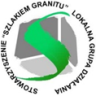 STOWARZYSZENIE "SZLAKIEM GRANITU"
LOKALNA GRUPA DZIAŁANIA